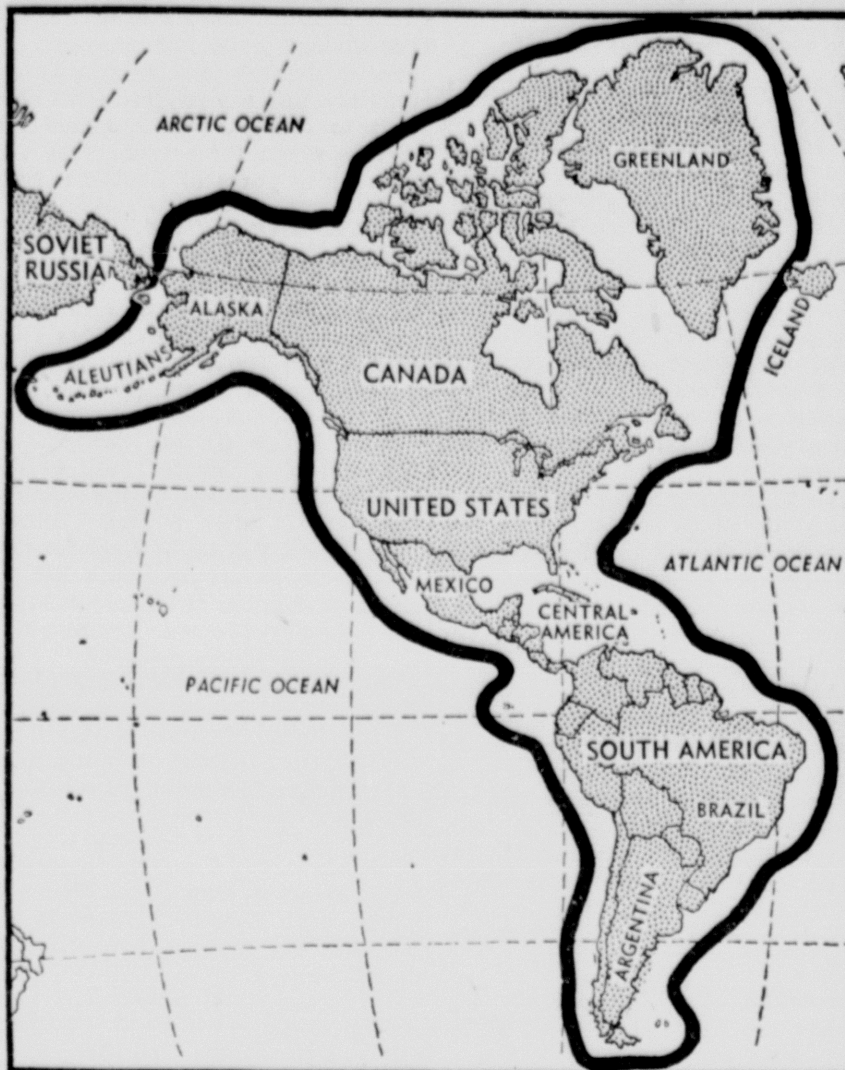 ARCTIC OCEAN
GREENLAND
SOVIET
RUSSIA
ALASKA
ICELAND
ALEUTIANS
CANADA
UNITED STATES
ATLANTIC OCEAN
MEXICO
CENTRAL
AMERICA
PACIFIC OCEAN
SOUTH AMERICA
BRAZIL
ARGENTINA